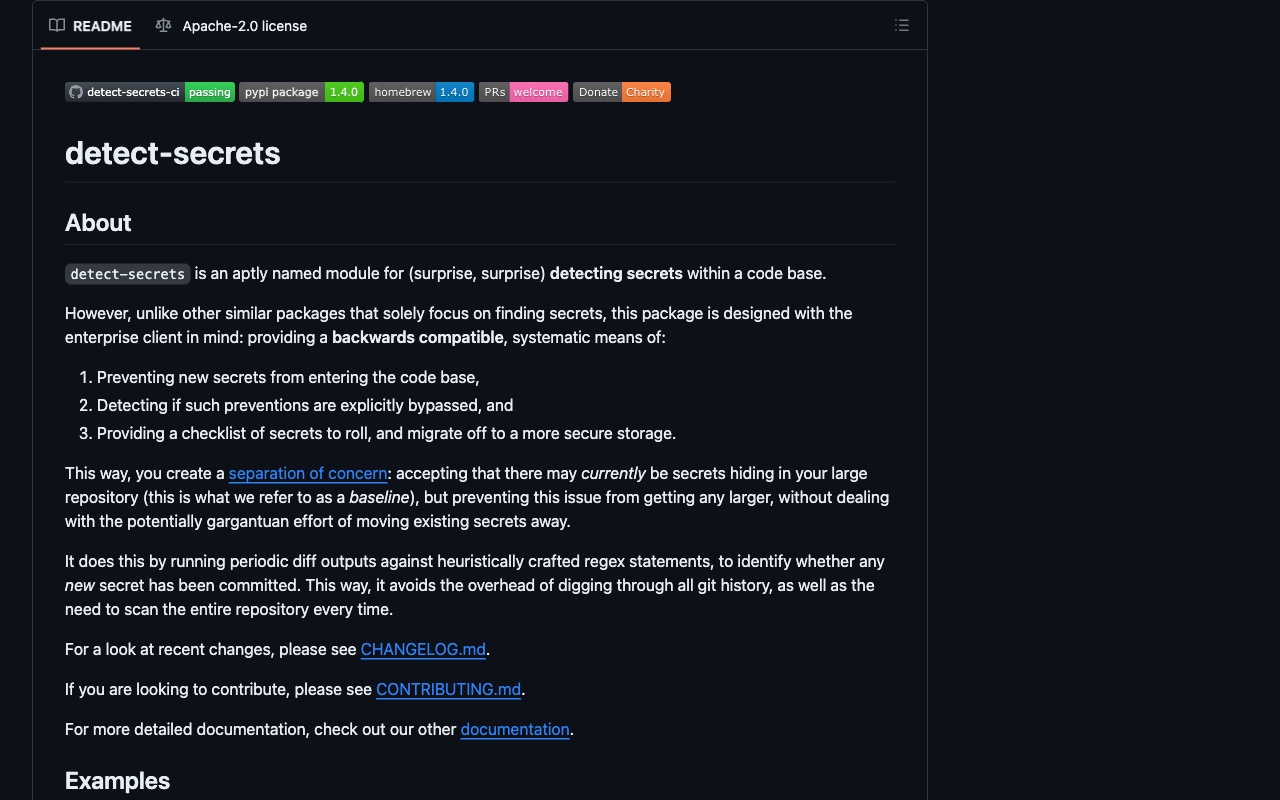 README Apache-2.0 license
detect-secrets-ci passing pypi package 1.4.0 homebrew 1.4.0 PRs welcome Donate Charity
detect-secrets
About
detect-secrets is an aptly named module for (surprise, surprise) detecting secrets within a code base.
However, unlike other similar packages that solely focus on finding secrets, this package is designed with the
enterprise client in mind: providing a backwards compatible, systematic means of:
1. Preventing new secrets from entering the code base,
2. Detecting if such preventions are explicitly bypassed, and
3. Providing a checklist of secrets to roll, and migrate off to a more secure storage.
This way, you create a separation of concern: accepting that there may currently be secrets hiding in your large
repository (this is what we refer to as a baseline), but preventing this issue from getting any larger, without dealing
with the potentially gargantuan effort of moving existing secrets away.
It does this by running periodic diff outputs against heuristically crafted regex statements, to identify whether any
new secret has been committed. This way, it avoids the overhead of digging through all git history, as well as the
need to scan the entire repository every time.
For a look at recent changes, please see CHANGELOG.md.
If you are looking to contribute, please see CONTRIBUTING.md.
For more detailed documentation, check out our other documentation.
Examples